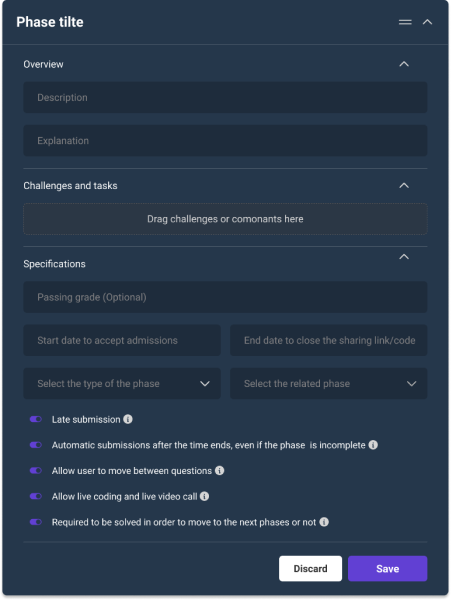 Phase tilte
Overview
Description
Explanation
Challenges and tasks
Drag challenges or comonants here
Specifications
Passing grade (Optional)
Start date to accept admissions
End date to close the sharing link/code
Select the type of the phase
Select the related phase
Late submission
Automatic submissions after the time ends, even if the phase is incomplete
Allow user to move between questions
Allow live coding and live video call
Required to be solved in order to move to the next phases or not
Discard
Save